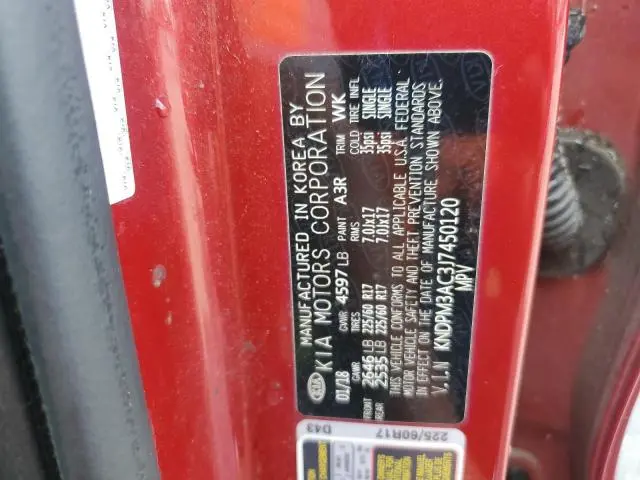 MANUFACTURED IN KOREA BY
KIA KIA MOTORS CORPORATION
01/18 GVWR 4597 LB PAINT A3R TRIM WK
GAWR TIRES RIMS COLD TIRE INFL
FRONT 2646 LB 225/60 R17 7.0Jx17 35psi SINGLE
REAR 2535 LB 225/60 R17 7.0Jx17 35psi SINGLE
THIS VEHICLE CONFORMS TO ALL APPLICABLE U.S.A. FEDERAL
MOTOR VEHICLE SAFETY AND THEFT PREVENTION STANDARDS
IN EFFECT ON THE DATE OF MANUFACTURE SHOWN ABOVE.
V.I.N KNDPM3AC3J7450120
MPV
D43
225/60R17